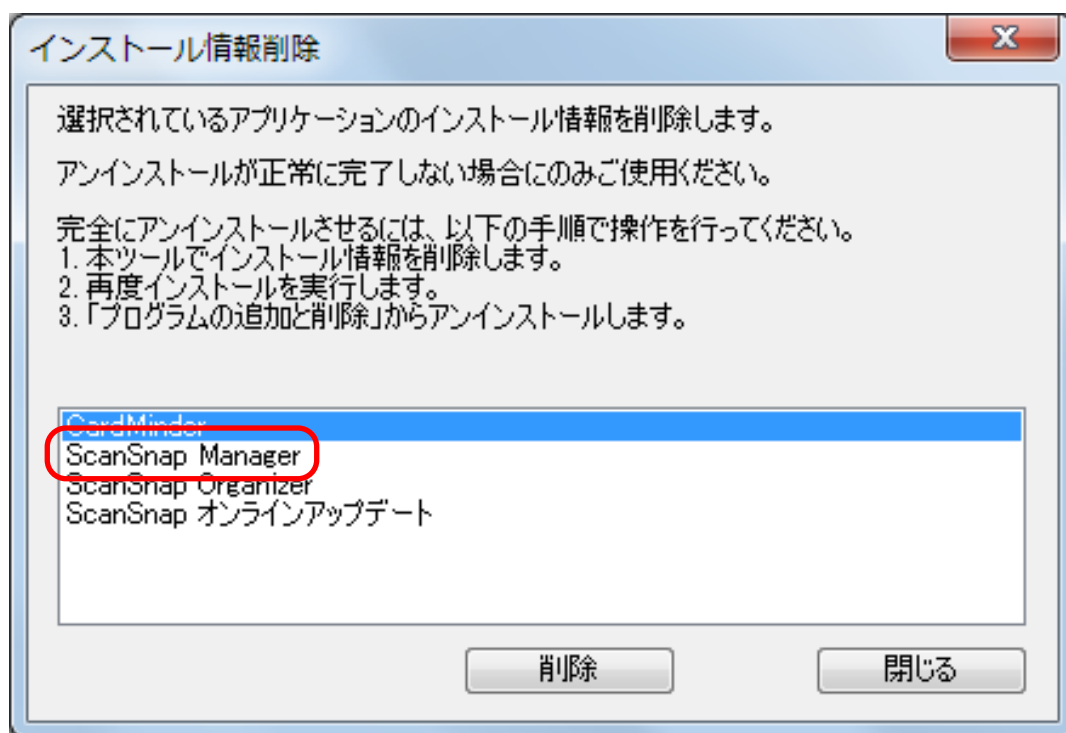 インストール情報削除
選択されているアプリケーションのインストール情報を削除します。
アンインストールが正常に完了しない場合にのみご使用ください。
完全にアンインストールさせるには、以下の手順で操作を行ってください。
1. 本ツールでインストール情報を削除します。
2. 再度インストールを実行します。
3. 「プログラムの追加と削除」からアンインストールします。
CardMinder
ScanSnap Manager
ScanSnap Organizer
ScanSnap オンラインアップデート
削除
閉じる